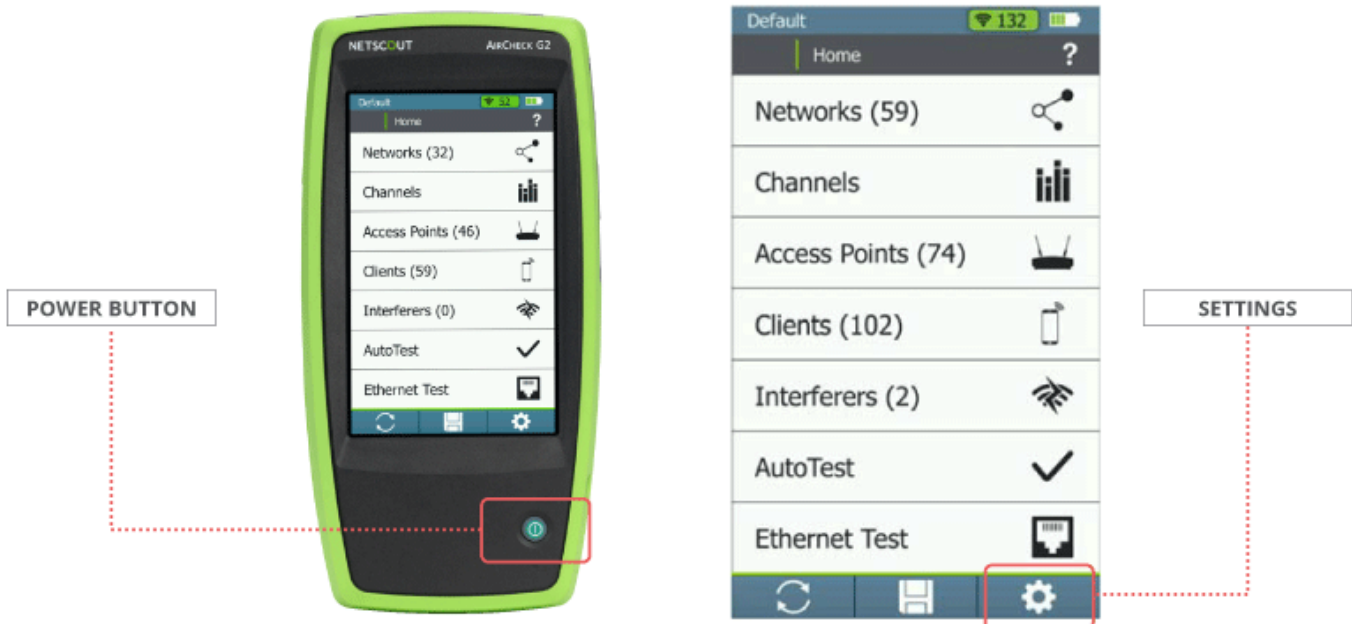 NETSCOUT AIRCHECK G2
Default 52
Home ?
Networks (32)
Channels
Access Points (46)
Clients (59)
Interferers (0)
AutoTest
Ethernet Test
POWER BUTTON
Default 132
Home ?
Networks (59)
Channels
Access Points (74)
Clients (102)
Interferers (2)
AutoTest
Ethernet Test
SETTINGS